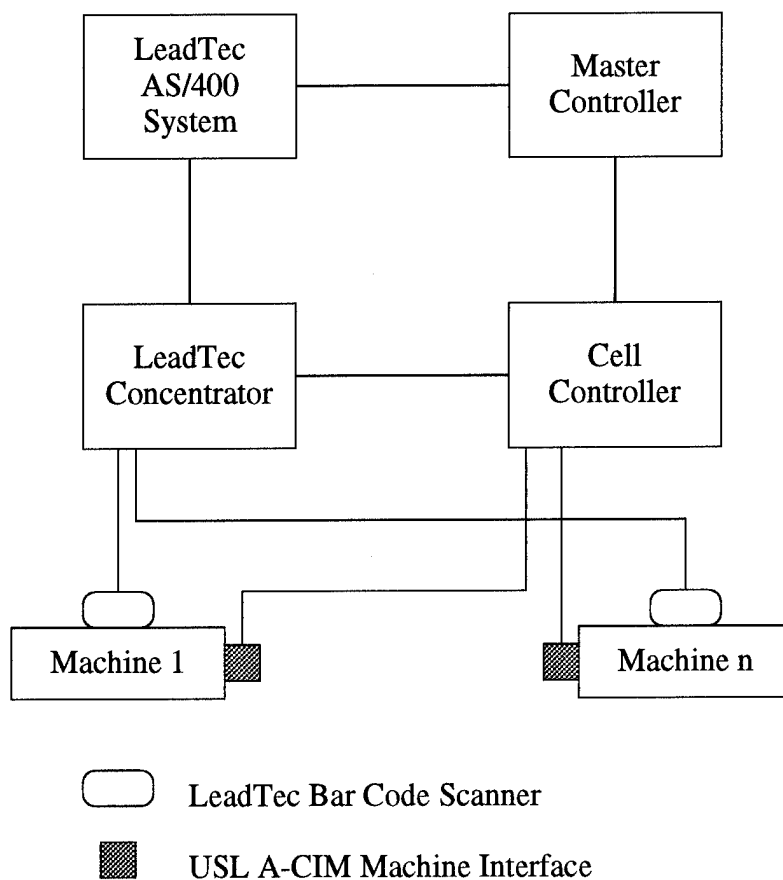 LeadTec
AS/400
System
Master
Controller
LeadTec
Concentrator
Cell
Controller
Machine 1
Machine n
LeadTec Bar Code Scanner
USL A-CIM Machine Interface